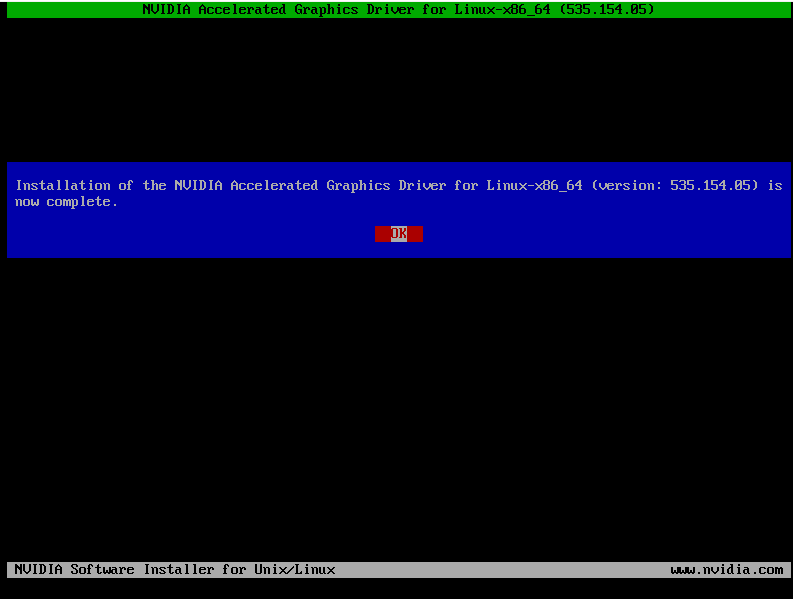 NVIDIA Accelerated Graphics Driver for Linux-x86_64 (535.154.05)
Installation of the NVIDIA Accelerated Graphics Driver for Linux-x86_64 (version: 535.154.05) is
now complete.
OK
NVIDIA Software Installer for Unix/Linux www.nvidia.com